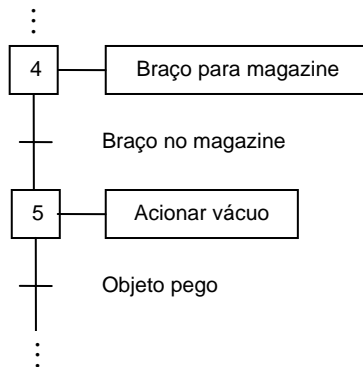 4
Braço para magazine
Braço no magazine
5
Acionar vácuo
Objeto pego